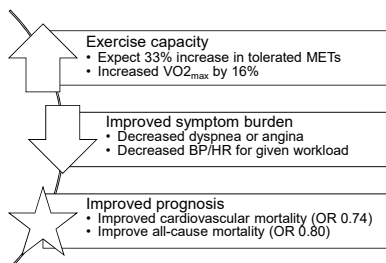 Exercise capacity
• Expect 33% increase in tolerated METs
• Increased VO2max by 16%
Improved symptom burden
• Decreased dyspnea or angina
• Decreased BP/HR for given workload
Improved prognosis
• Improved cardiovascular mortality (OR 0.74)
• Improve all-cause mortality (OR 0.80)